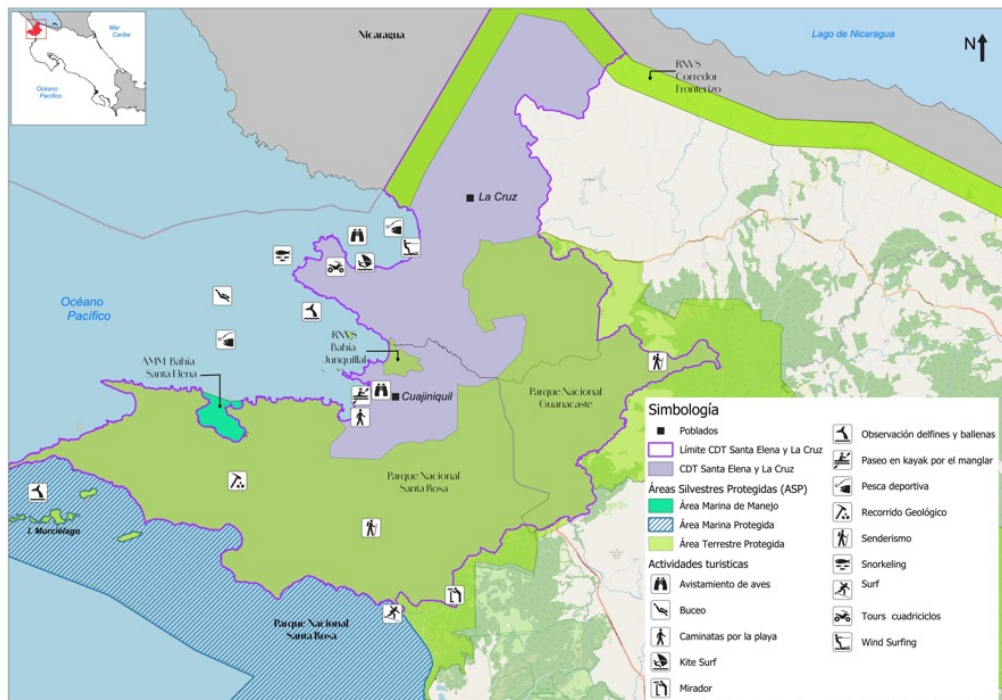 Mar
Caribe
Océano
Pacífico
Nicaragua
Lago de Nicaragua
N
RNVS
Corredor
Fronterizo
La Cruz
Océano
Pacífico
RNVS
Bahía
Junquillal
AMM Bahía
Santa Elena
Cuajiniquil
Parque Nacional
Guanacaste
Parque Nacional
Santa Rosa
I. Murciélago
Parque Nacional
Santa Rosa
Simbología
Poblados
Límite CDT Santa Elena y La Cruz
CDT Santa Elena y La Cruz
Áreas Silvestres Protegidas (ASP)
Área Marina de Manejo
Área Marina Protegida
Área Terrestre Protegida
Actividades turisticas
Avistamiento de aves
Buceo
Caminatas por la playa
Kite Surf
Mirador
Observación delfines y ballenas
Paseo en kayak por el manglar
Pesca deportiva
Recorrido Geológico
Senderismo
Snorkeling
Surf
Tours cuadriciclos
Wind Surfing